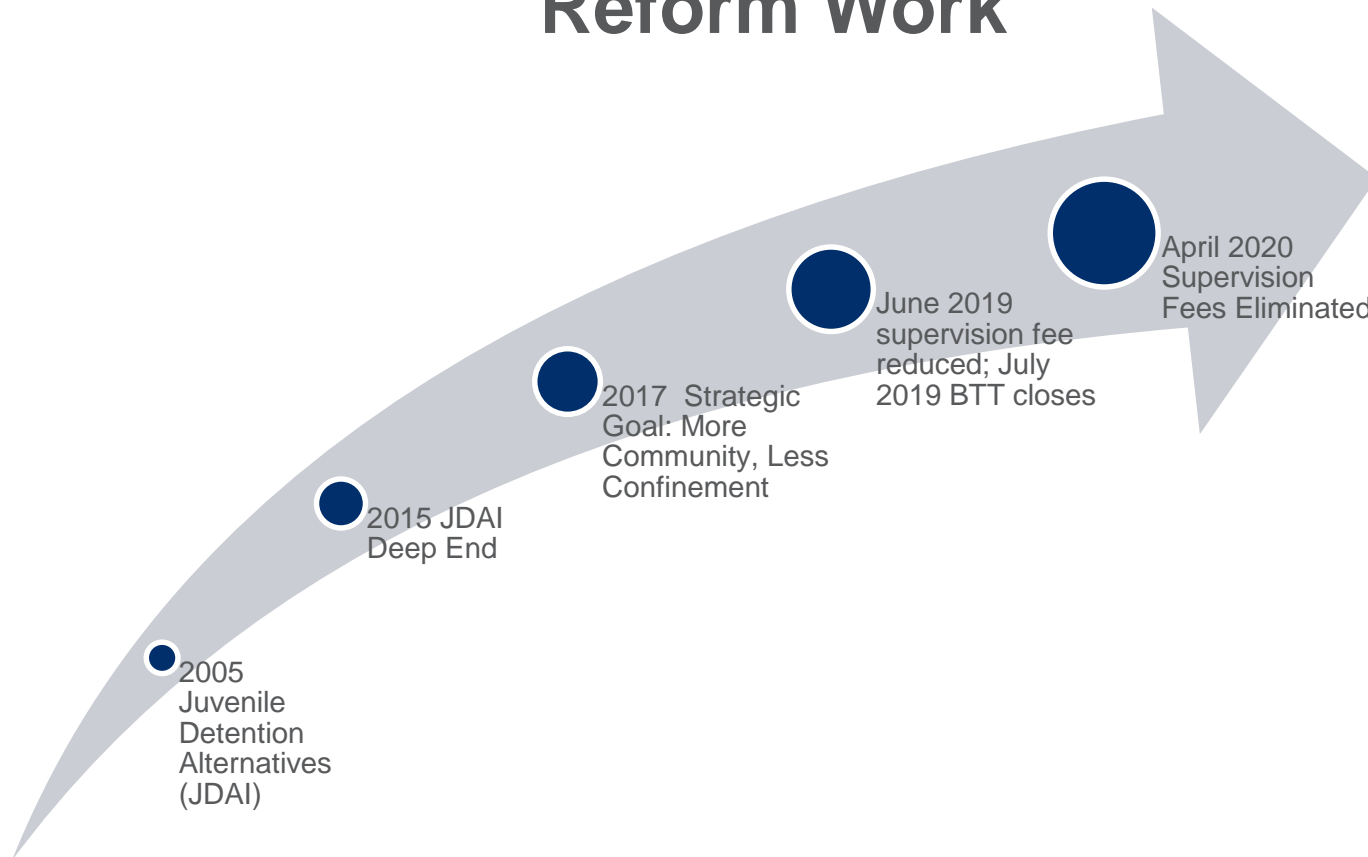 Reform Work
April 2020
Supervision
Fees Eliminated
June 2019
supervision fee
reduced; July
2019 BTT closes
2017  Strategic
Goal: More
Community, Less
Confinement
2015 JDAI
Deep End
2005
Juvenile
Detention
Alternatives
(JDAI)